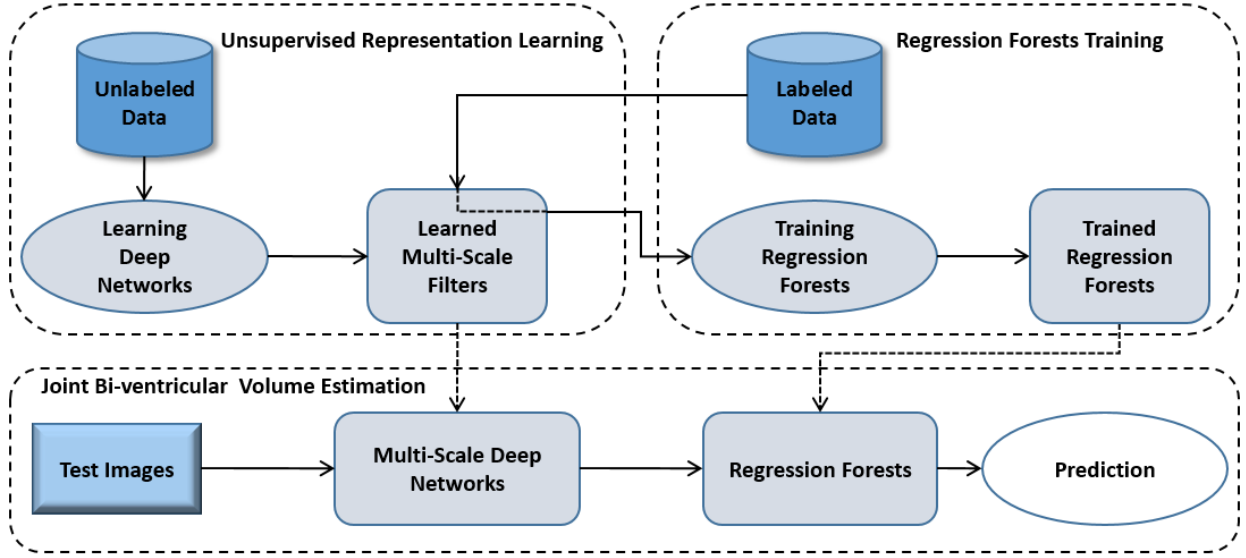 Unsupervised Representation Learning
Regression Forests Training
Unlabeled
Data
Labeled
Data
Learning
Deep
Networks
Learned
Multi-Scale
Filters
Training
Regression
Forests
Trained
Regression
Forests
Joint Bi-ventricular Volume Estimation
Test Images
Multi-Scale Deep
Networks
Regression Forests
Prediction